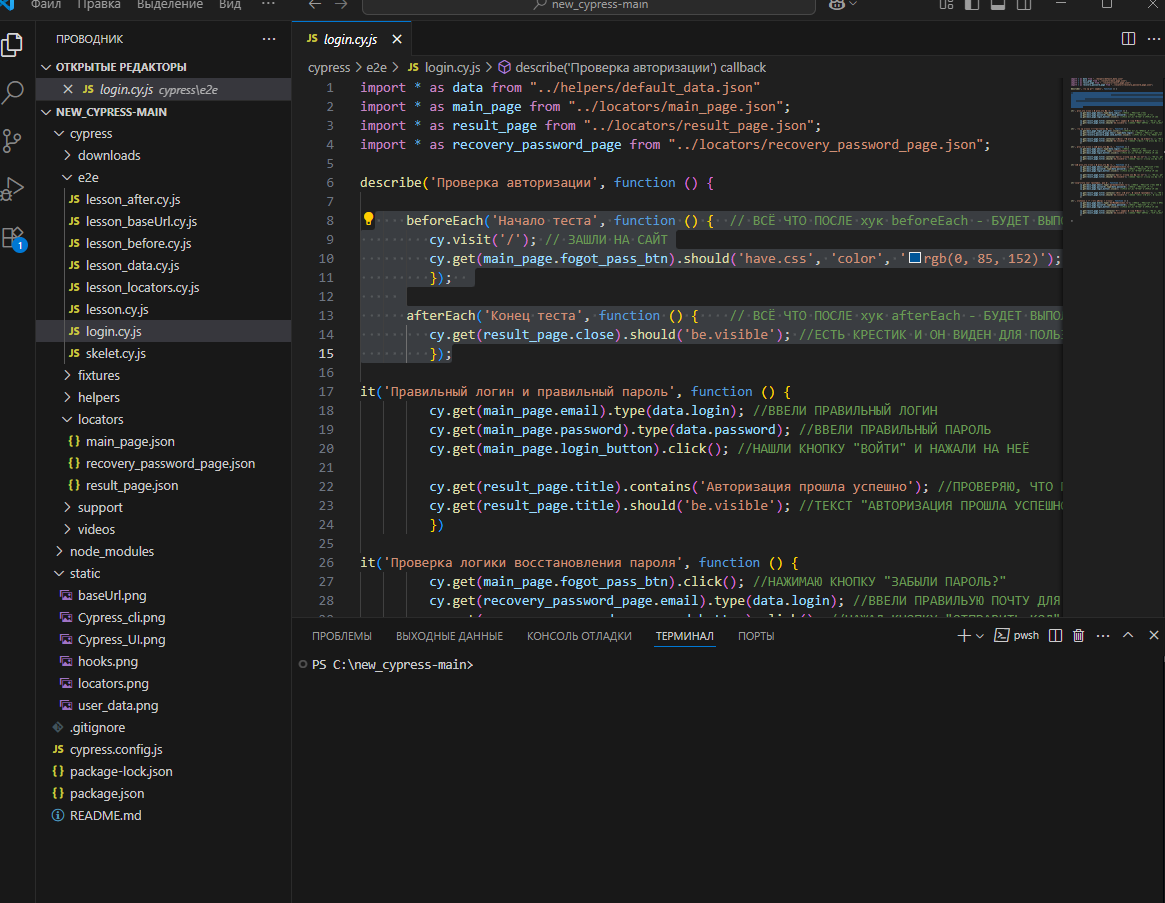 Файл Правка Выделение Вид ··· new_cypress-main
ПРОВОДНИК ···
ОТКРЫТЫЕ РЕДАКТОРЫ
JS login.cy.js cypress\e2e
NEW_CYPRESS-MAIN
cypress
downloads
e2e
JS lesson_after.cy.js
JS lesson_baseUrl.cy.js
JS lesson_before.cy.js
JS lesson_data.cy.js
JS lesson_locators.cy.js
JS lesson.cy.js
JS login.cy.js
JS skelet.cy.js
fixtures
helpers
locators
{} main_page.json
{} recovery_password_page.json
{} result_page.json
support
videos
node_modules
static
baseUrl.png
Cypress_cli.png
Cypress_UI.png
hooks.png
locators.png
user_data.png
.gitignore
JS cypress.config.js
{} package-lock.json
{} package.json
README.md
1
JS login.cy.js
cypress > e2e > JS login.cy.js > describe('Проверка авторизации') callback
1 import * as data from "../helpers/default_data.json"
2 import * as main_page from "../locators/main_page.json";
3 import * as result_page from "../locators/result_page.json";
4 import * as recovery_password_page from "../locators/recovery_password_page.json";
5
6 describe('Проверка авторизации', function () {
7
8 beforeEach('Начало теста', function () { // ВСЁ ЧТО ПОСЛЕ хук beforeEach - БУДЕТ ВЫПО
9 cy.visit('/'); // ЗАШЛИ НА САЙТ
10 cy.get(main_page.fogot_pass_btn).should('have.css', 'color', 'rgb(0, 85, 152)');
11 });
12
13 afterEach('Конец теста', function () { // ВСЁ ЧТО ПОСЛЕ хук afterEach - БУДЕТ ВЫПОЛ
14 cy.get(result_page.close).should('be.visible'); //ЕСТЬ КРЕСТИК И ОН ВИДЕН ДЛЯ ПОЛЬ
15 });
16
17 it('Правильный логин и правильный пароль', function () {
18 cy.get(main_page.email).type(data.login); //ВВЕЛИ ПРАВИЛЬНЫЙ ЛОГИН
19 cy.get(main_page.password).type(data.password); //ВВЕЛИ ПРАВИЛЬНЫЙ ПАРОЛЬ
20 cy.get(main_page.login_button).click(); //НАШЛИ КНОПКУ "ВОЙТИ" И НАЖАЛИ НА НЕЁ
21
22 cy.get(result_page.title).contains('Авторизация прошла успешно'); //ПРОВЕРЯЮ, ЧТО
23 cy.get(result_page.title).should('be.visible'); //ТЕКСТ "АВТОРИЗАЦИЯ ПРОШЛА УСПЕШНО
24 })
25
26 it('Проверка логики восстановления пароля', function () {
27 cy.get(main_page.fogot_pass_btn).click(); //НАЖИМАЮ КНОПКУ "ЗАБЫЛИ ПАРОЛЬ?"
28 cy.get(recovery_password_page.email).type(data.login); //ВВЕЛИ ПРАВИЛЬУЮ ПОЧТУ ДЛЯ
ПРОБЛЕМЫ ВЫХОДНЫЕ ДАННЫЕ КОНСОЛЬ ОТЛАДКИ ТЕРМИНАЛ ПОРТЫ pwsh ···
PS C:\new_cypress-main>